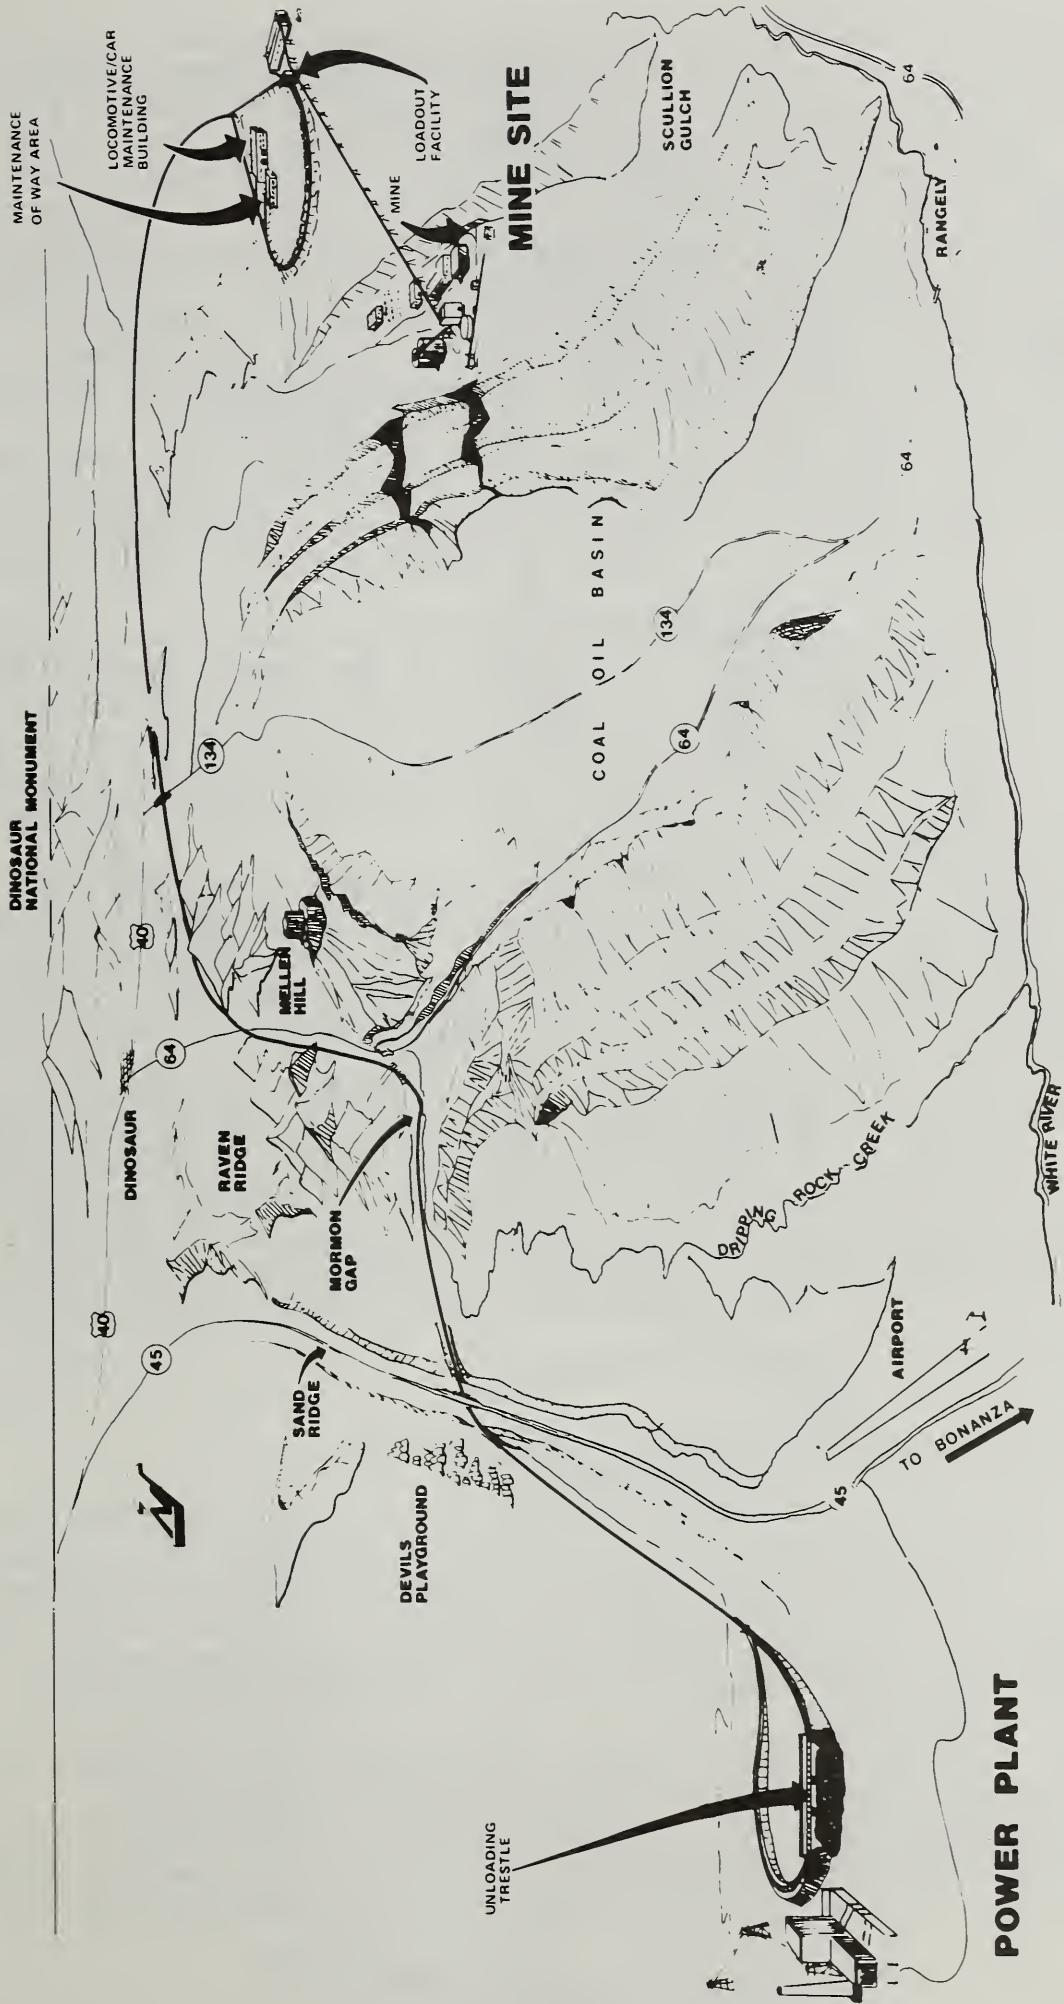 DINOSAUR
NATIONAL MONUMENT
MAINTENANCE
OF WAY AREA
LOCOMOTIVE/CAR
MAINTENANCE
BUILDING
LOADOUT
FACILITY
MINE
MINE SITE
SCULLION
GULCH
64
RANGELY
40
45
N
SAND
RIDGE
DINOSAUR
RAVEN
RIDGE
64
40
MELLEN
HILL
134
MORMON
GAP
DEVILS
PLAYGROUND
COAL OIL BASIN
134
64
64
UNLOADING
TRESTLE
DRIPPING ROCK CREEK
AIRPORT
45
TO BONANZA
WHITE RIVER
POWER PLANT